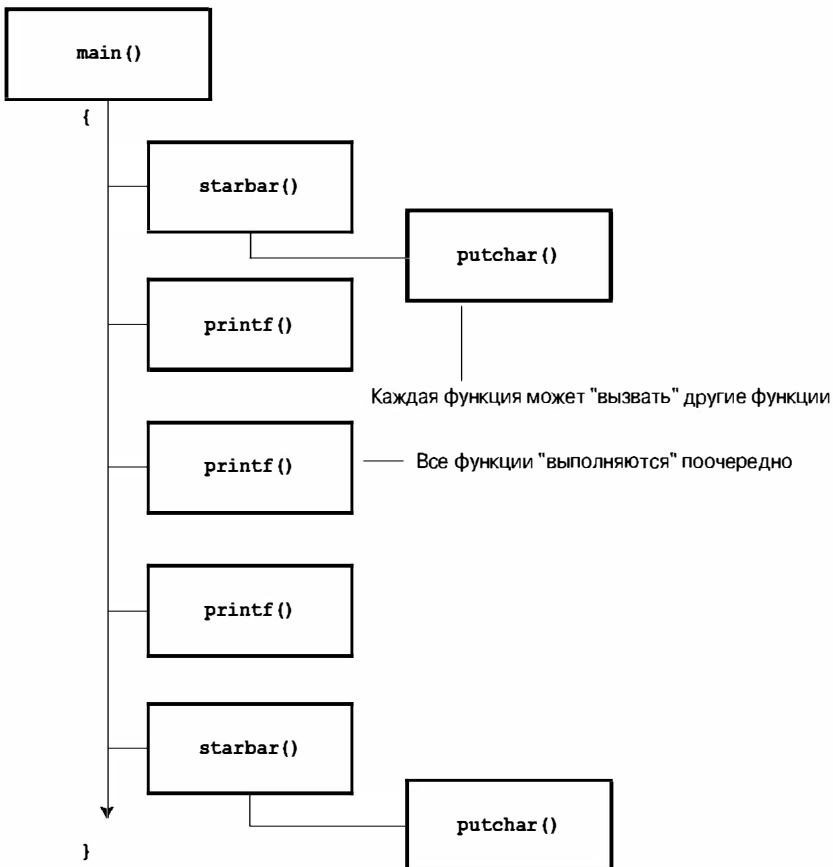 main()
{
starbar()
putchar()
printf()
Каждая функция может "вызвать" другие функции
printf()
Все функции "выполняются" поочередно
printf()
starbar()
putchar()
}